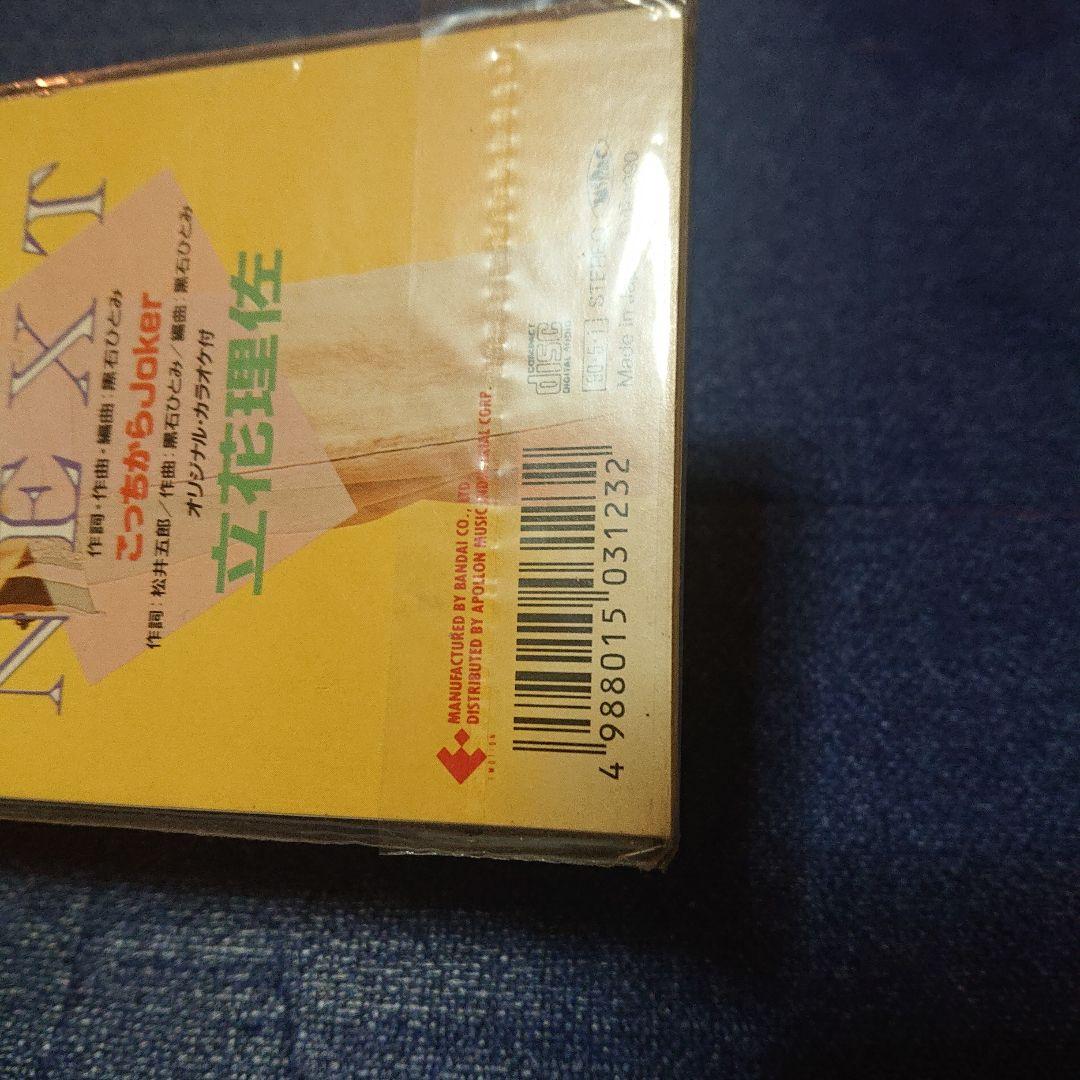 NEXT
作詞・作曲・編曲：黒石ひとみ
こっちからJoker
作詞：松井五郎／作曲：黒石ひとみ／編曲：黒石ひとみ
オリジナル・カラオケ付
立花理佐
EMOTION
MANUFACTURED BY BANDAI CO., LTD.
DISTRIBUTED BY APOLLON MUSIC INDUSTRIAL CORP.
COMPACT
disc
DIGITAL AUDIO
STEREO
Made in
4 988015 031232